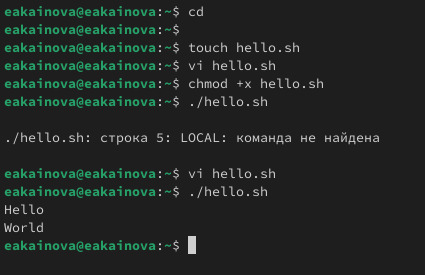 eakainova@eakainova:~$ cd
eakainova@eakainova:~$
eakainova@eakainova:~$ touch hello.sh
eakainova@eakainova:~$ vi hello.sh
eakainova@eakainova:~$ chmod +x hello.sh
eakainova@eakainova:~$ ./hello.sh
./hello.sh: строка 5: LOCAL: команда не найдена
eakainova@eakainova:~$ vi hello.sh
eakainova@eakainova:~$ ./hello.sh
Hello
World
eakainova@eakainova:~$